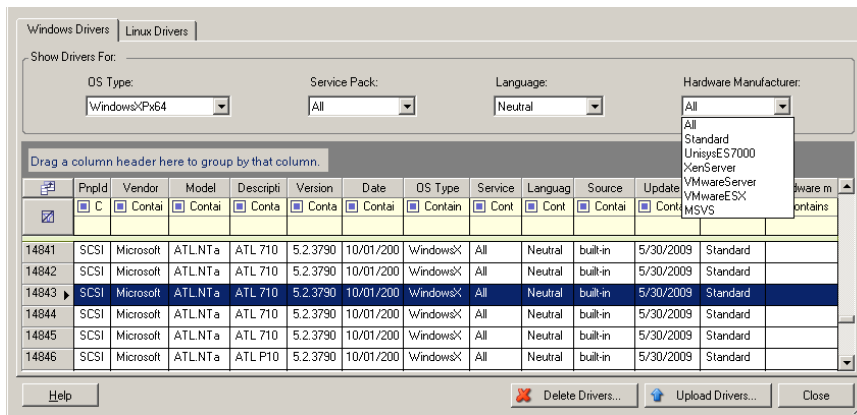 Windows Drivers Linux Drivers
Show Drivers For:
OS Type: Service Pack: Language: Hardware Manufacturer:
WindowsXPx64 All Neutral All
All
Standard
UnisysES7000
XenServer
VMwareServer
VMwareESX
MSVS
Drag a column header here to group by that column.
PnpId Vendor Model Descripti Version Date OS Type Service Languag Source Update dware m
C Contai Contai Conta Conta Contai Contain Cont Cont Contai Conta ontains
14841 SCSI Microsoft ATL.NTa ATL 710 5.2.3790 10/01/200 WindowsX All Neutral built-in 5/30/2009 Standard
14842 SCSI Microsoft ATL.NTa ATL 710 5.2.3790 10/01/200 WindowsX All Neutral built-in 5/30/2009 Standard
14843 SCSI Microsoft ATL.NTa ATL 710 5.2.3790 10/01/200 WindowsX All Neutral built-in 5/30/2009 Standard
14844 SCSI Microsoft ATL.NTa ATL 710 5.2.3790 10/01/200 WindowsX All Neutral built-in 5/30/2009 Standard
14845 SCSI Microsoft ATL.NTa ATL 710 5.2.3790 10/01/200 WindowsX All Neutral built-in 5/30/2009 Standard
14846 SCSI Microsoft ATL.NTa ATL P10 5.2.3790 10/01/200 WindowsX All Neutral built-in 5/30/2009 Standard
Help Delete Drivers... Upload Drivers... Close